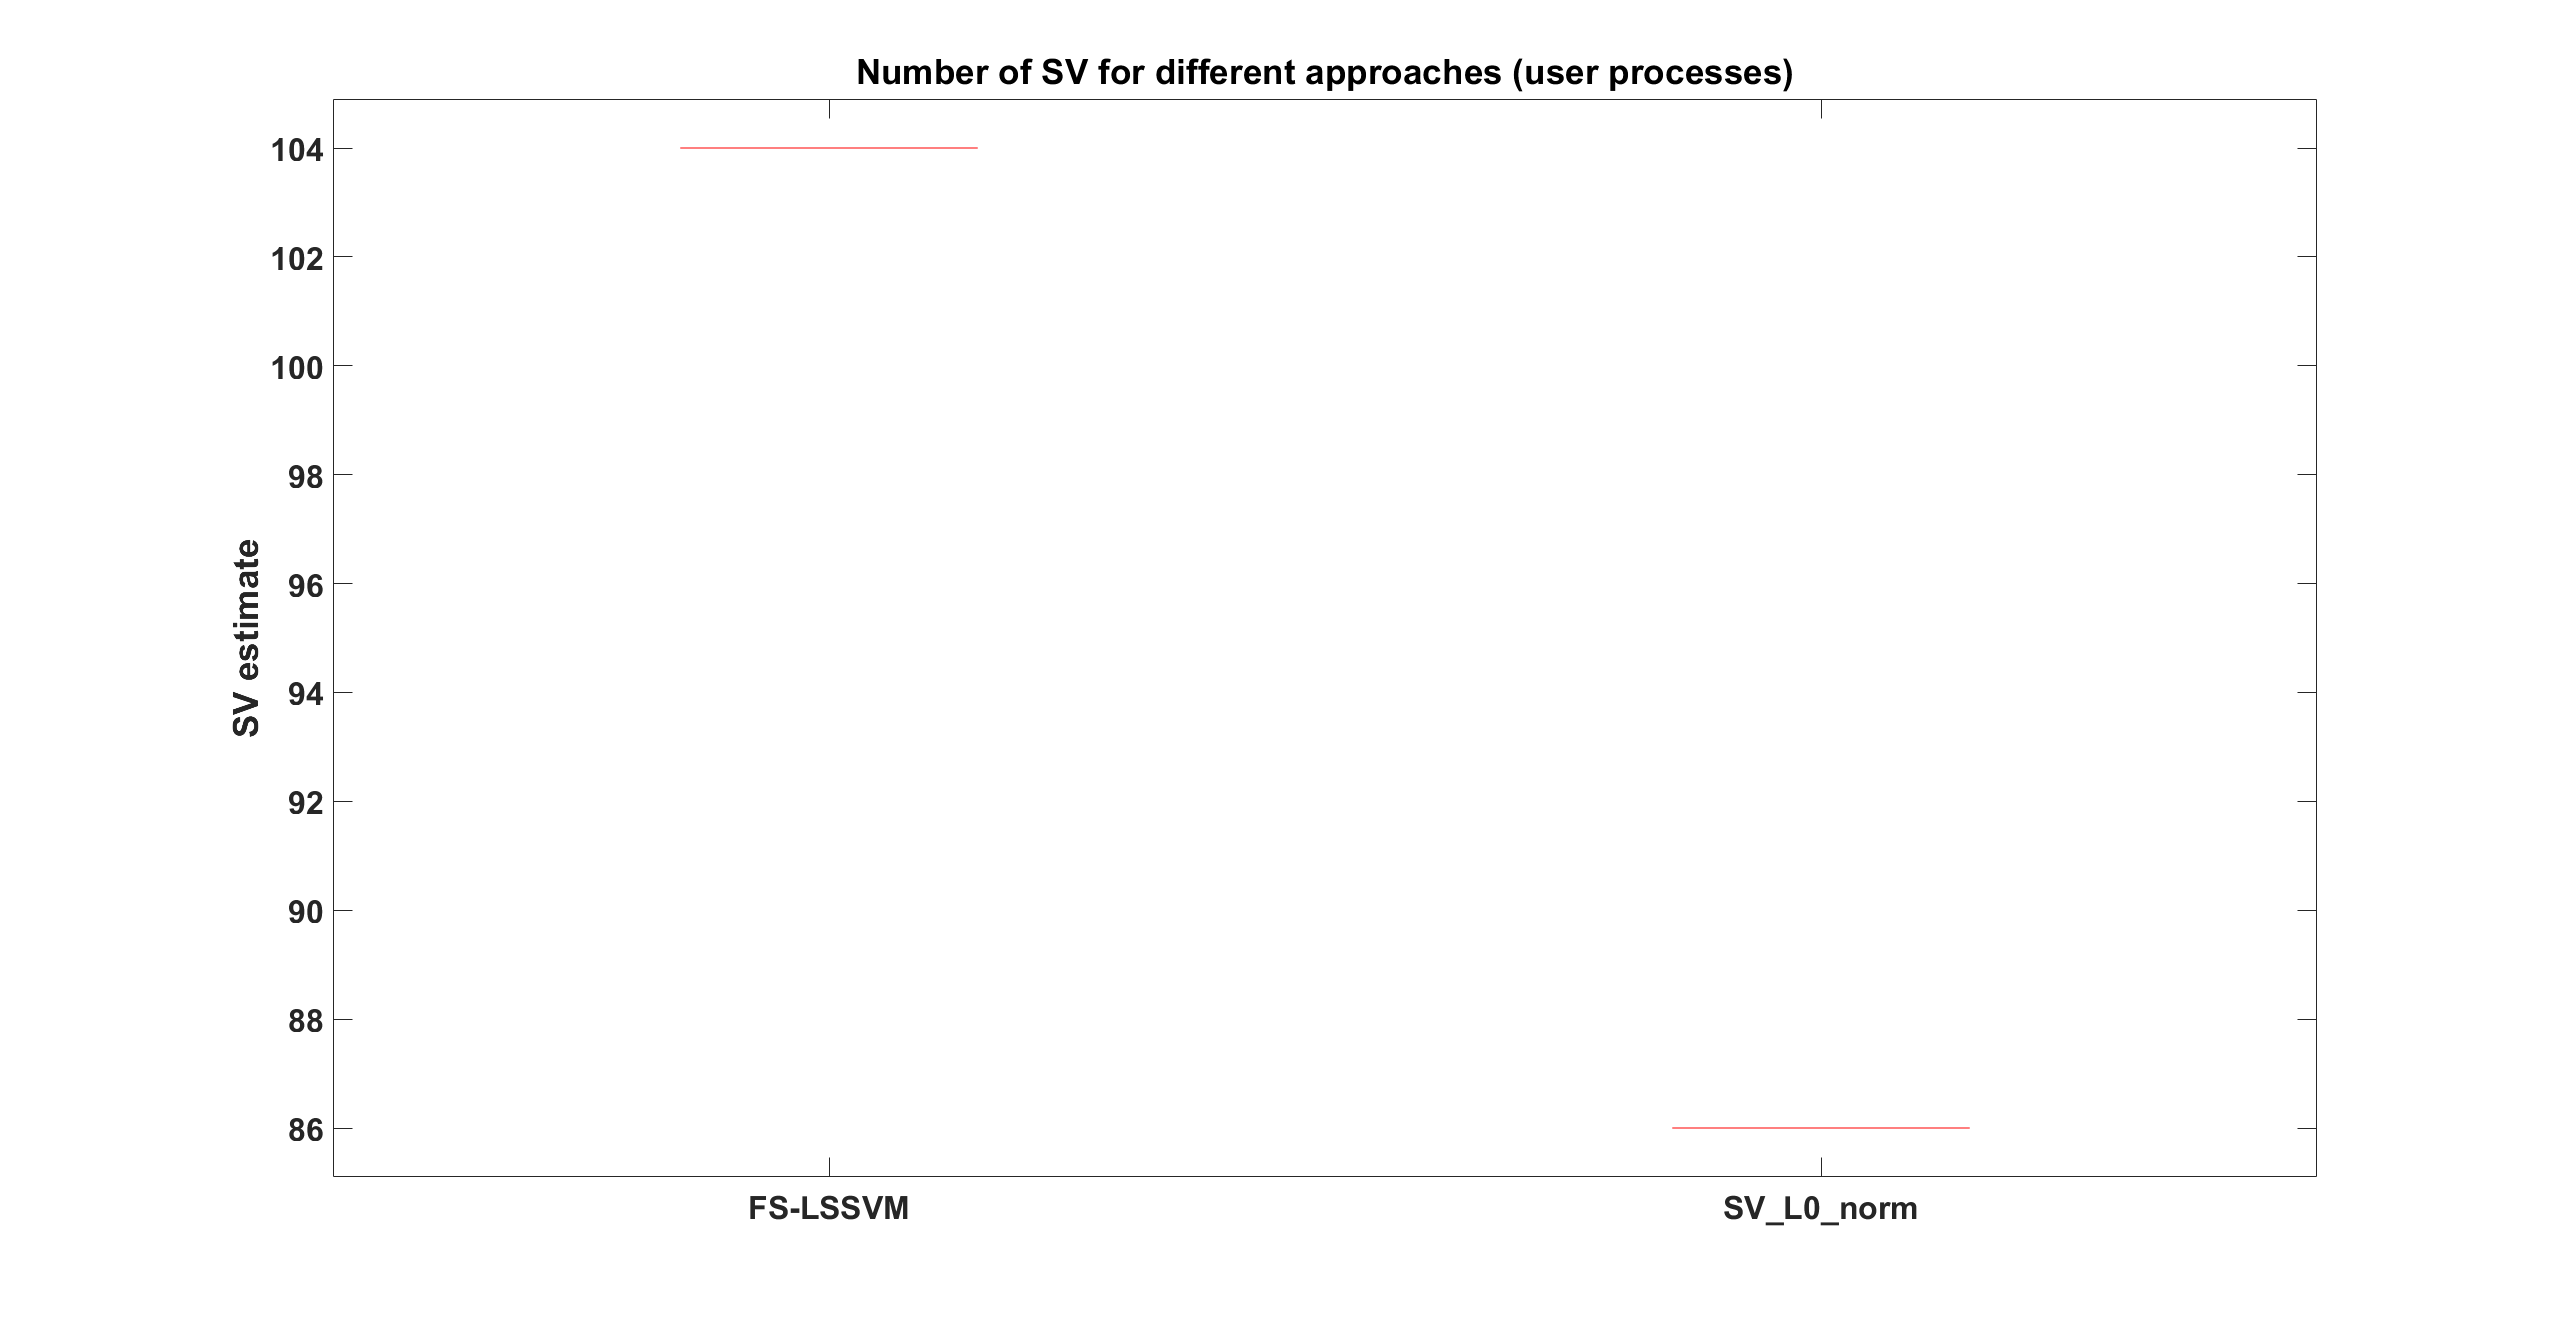 Number of SV for different approaches (user processes)
104
102
100
98
96
94
92
90
88
86
SV estimate
FS-LSSVM
SV_L0_norm